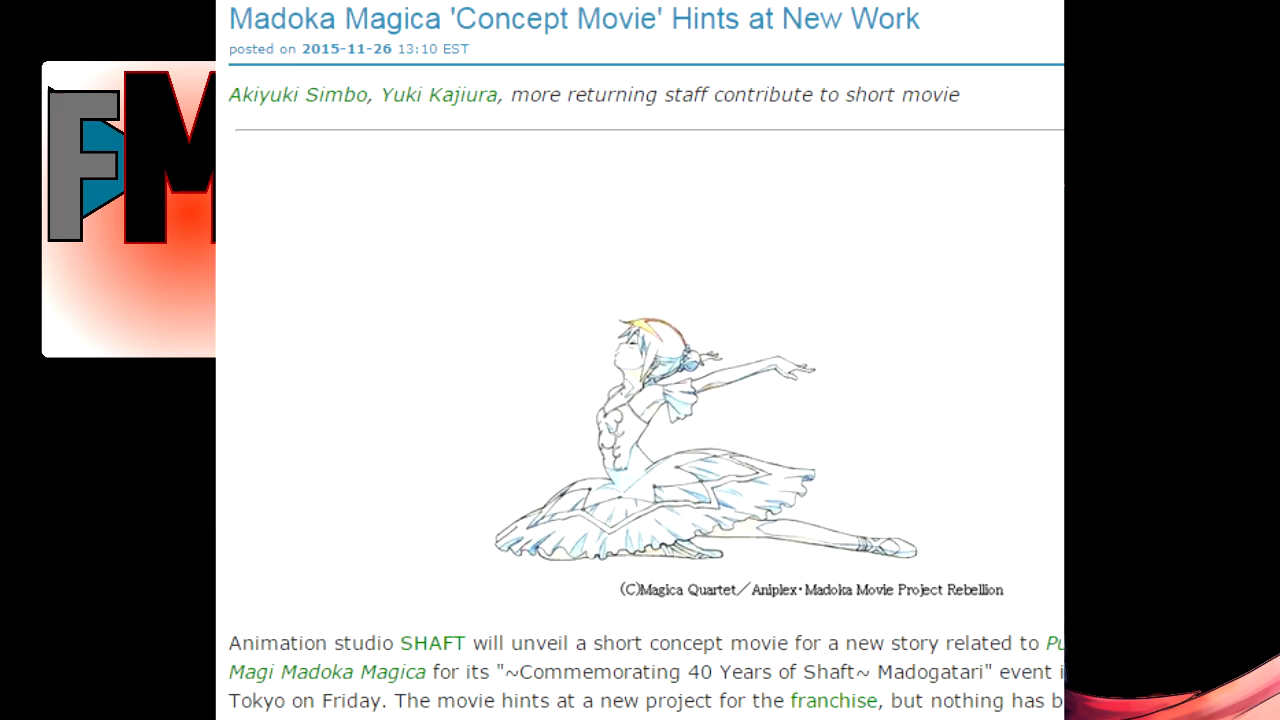 Madoka Magica 'Concept Movie' Hints at New Work
posted on 2015-11-26 13:10 EST
Akiyuki Simbo, Yuki Kajiura, more returning staff contribute to short movie
FM
(C)Magica Quartet／Aniplex・Madoka Movie Project Rebellion
Animation studio SHAFT will unveil a short concept movie for a new story related to
Magi Madoka Magica for its "~Commemorating 40 Years of Shaft~ Madogatari" event
Tokyo on Friday. The movie hints at a new project for the franchise, but nothing has